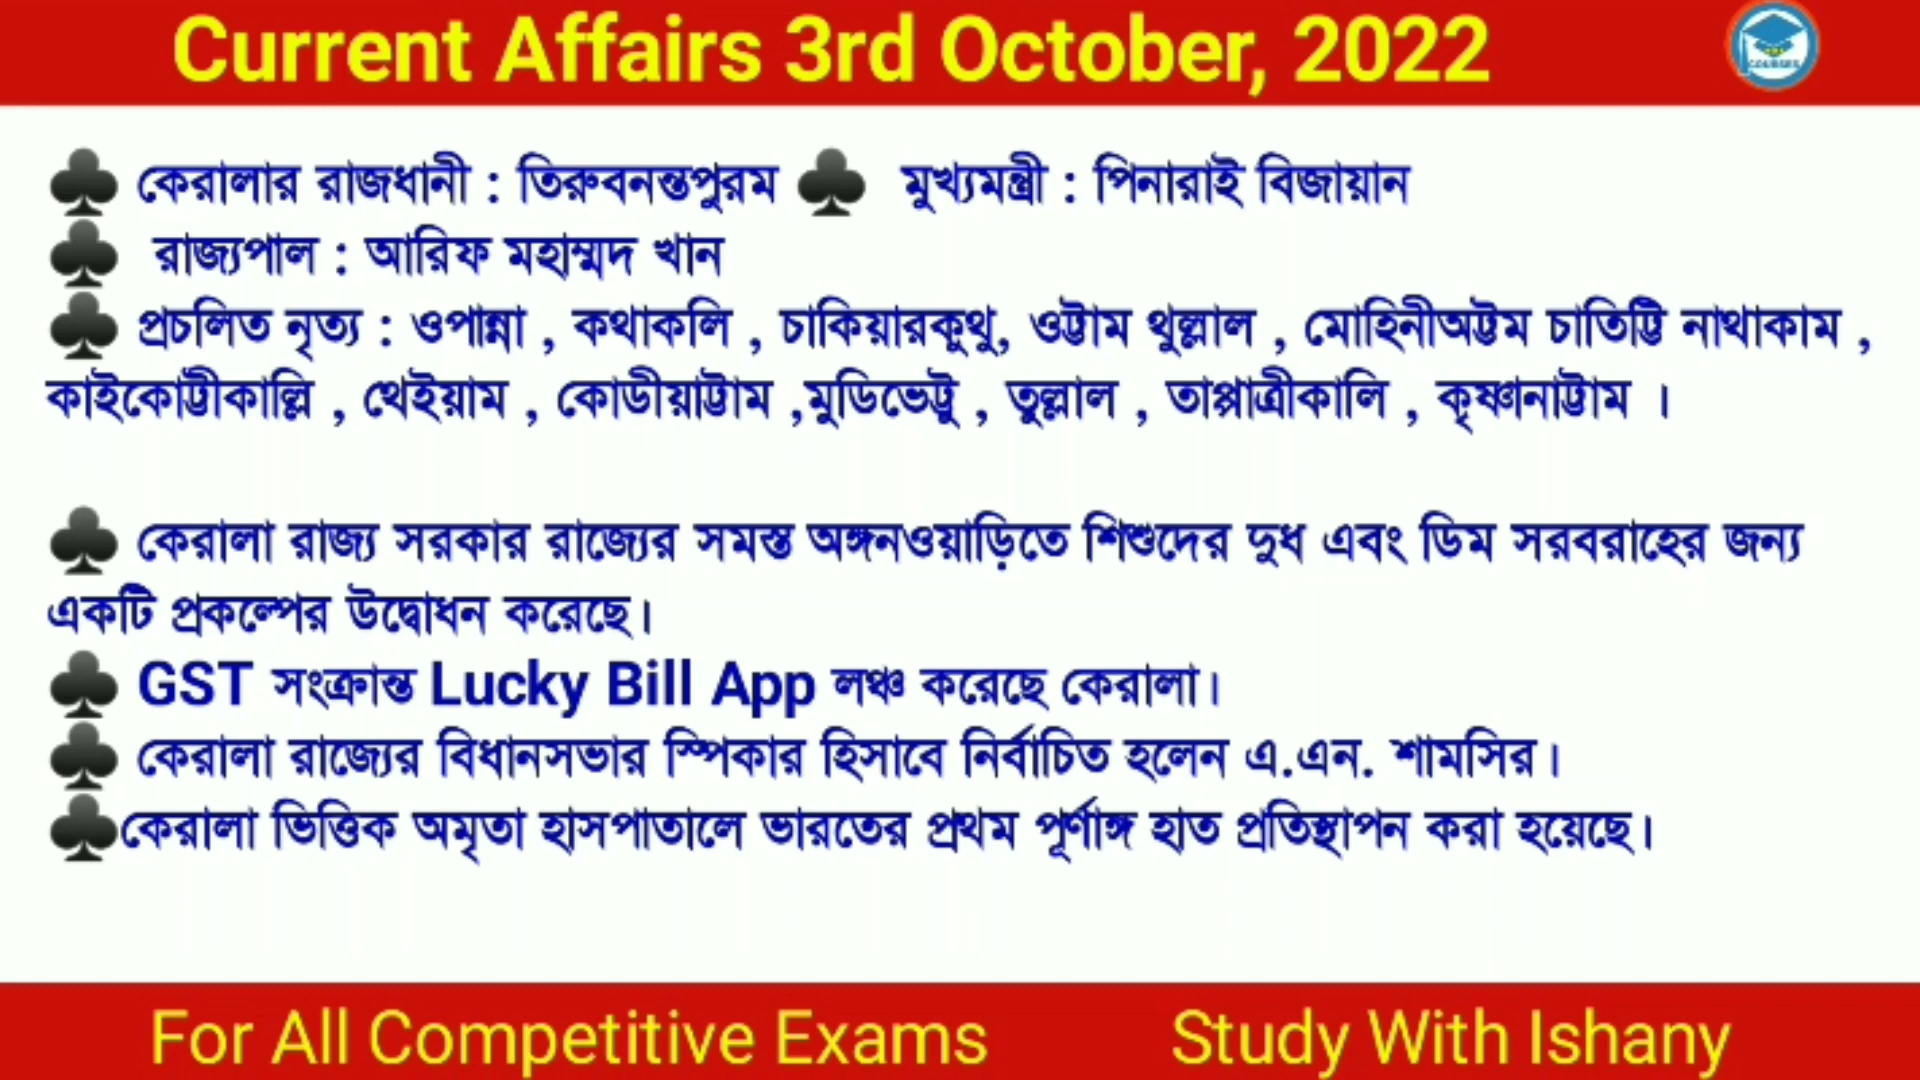 Current Affairs 3rd October, 2022
COURSES
♣ কেরালার রাজধানী : তিরুবনন্তপুরম ♣ মুখ্যমন্ত্রী : পিনারাই বিজায়ান
♣ রাজ্যপাল : আরিফ মহাম্মদ খান
♣ প্রচলিত নৃত্য : ওপান্না , কথাকলি , চাকিয়ারকুথু, ওট্টাম থুল্লাল , মোহিনীঅট্টম চাতিট্টি নাথাকাম ,
কাইকোট্টীকাল্লি , থেইয়াম , কোডীয়াট্টাম ,মুডিভেট্টু , তুল্লাল , তাপ্পাত্রীকালি , কৃষ্ণানাট্টাম ।
♣ কেরালা রাজ্য সরকার রাজ্যের সমস্ত অঙ্গনওয়াড়িতে শিশুদের দুধ এবং ডিম সরবরাহের জন্য
একটি প্রকল্পের উদ্বোধন করেছে।
♣ GST সংক্রান্ত Lucky Bill App লঞ্চ করেছে কেরালা।
♣ কেরালা রাজ্যের বিধানসভার স্পিকার হিসাবে নির্বাচিত হলেন এ.এন. শামসির।
♣কেরালা ভিত্তিক অমৃতা হাসপাতালে ভারতের প্রথম পূর্ণাঙ্গ হাত প্রতিস্থাপন করা হয়েছে।
For All Competitive Exams Study With Ishany